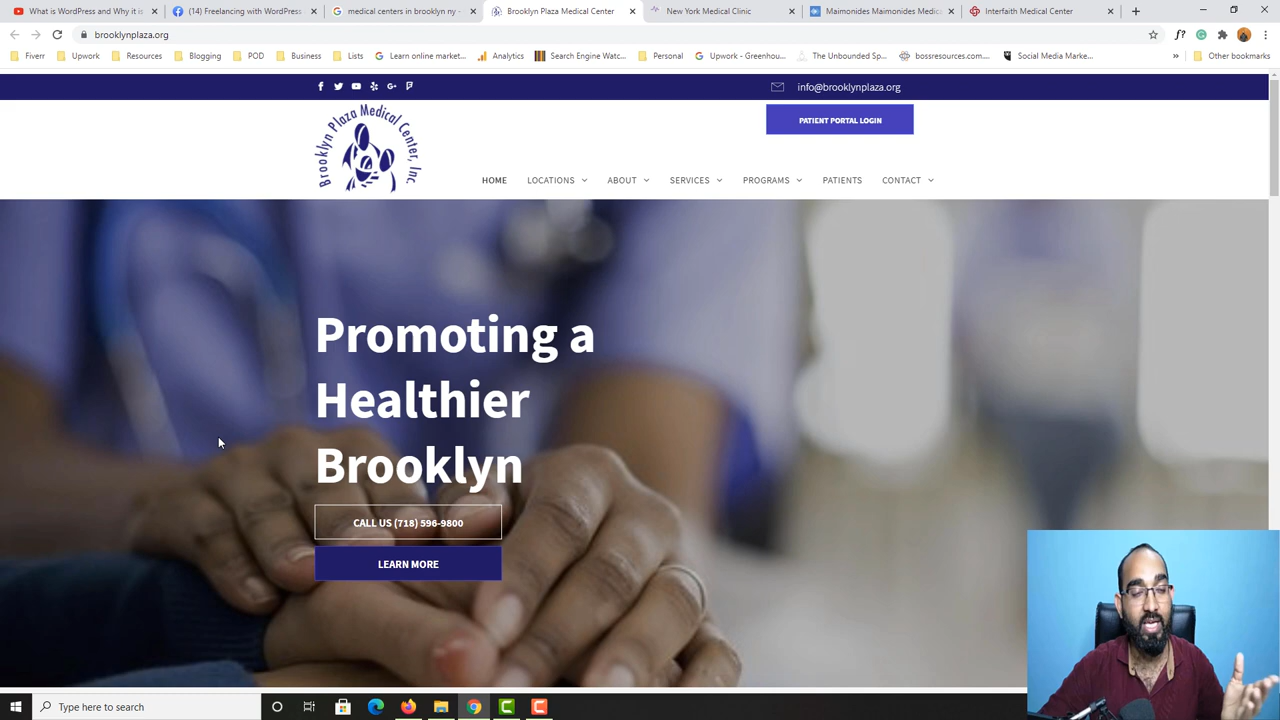 What is WordPress and Why it is
(14) Freelancing with WordPress
medical centers in brooklyn ny -
Brooklyn Plaza Medical Center
New York Medical Clinic
Maimonides Maimonides Medic
Interfaith Medical Center
brooklynplaza.org
Fiverr
Upwork
Resources
Blogging
POD
Business
Lists
Learn online market...
Analytics
Search Engine Watc...
Personal
Upwork - Greenhou...
The Unbounded Sp...
bossresources.com...
Social Media Marke...
»
Other bookmarks
info@brooklynplaza.org
Brooklyn Plaza Medical Center, Inc.
PATIENT PORTAL LOGIN
HOME
LOCATIONS
ABOUT
SERVICES
PROGRAMS
PATIENTS
CONTACT
Promoting a
Healthier
Brooklyn
CALL US (718) 596-9800
LEARN MORE
Type here to search